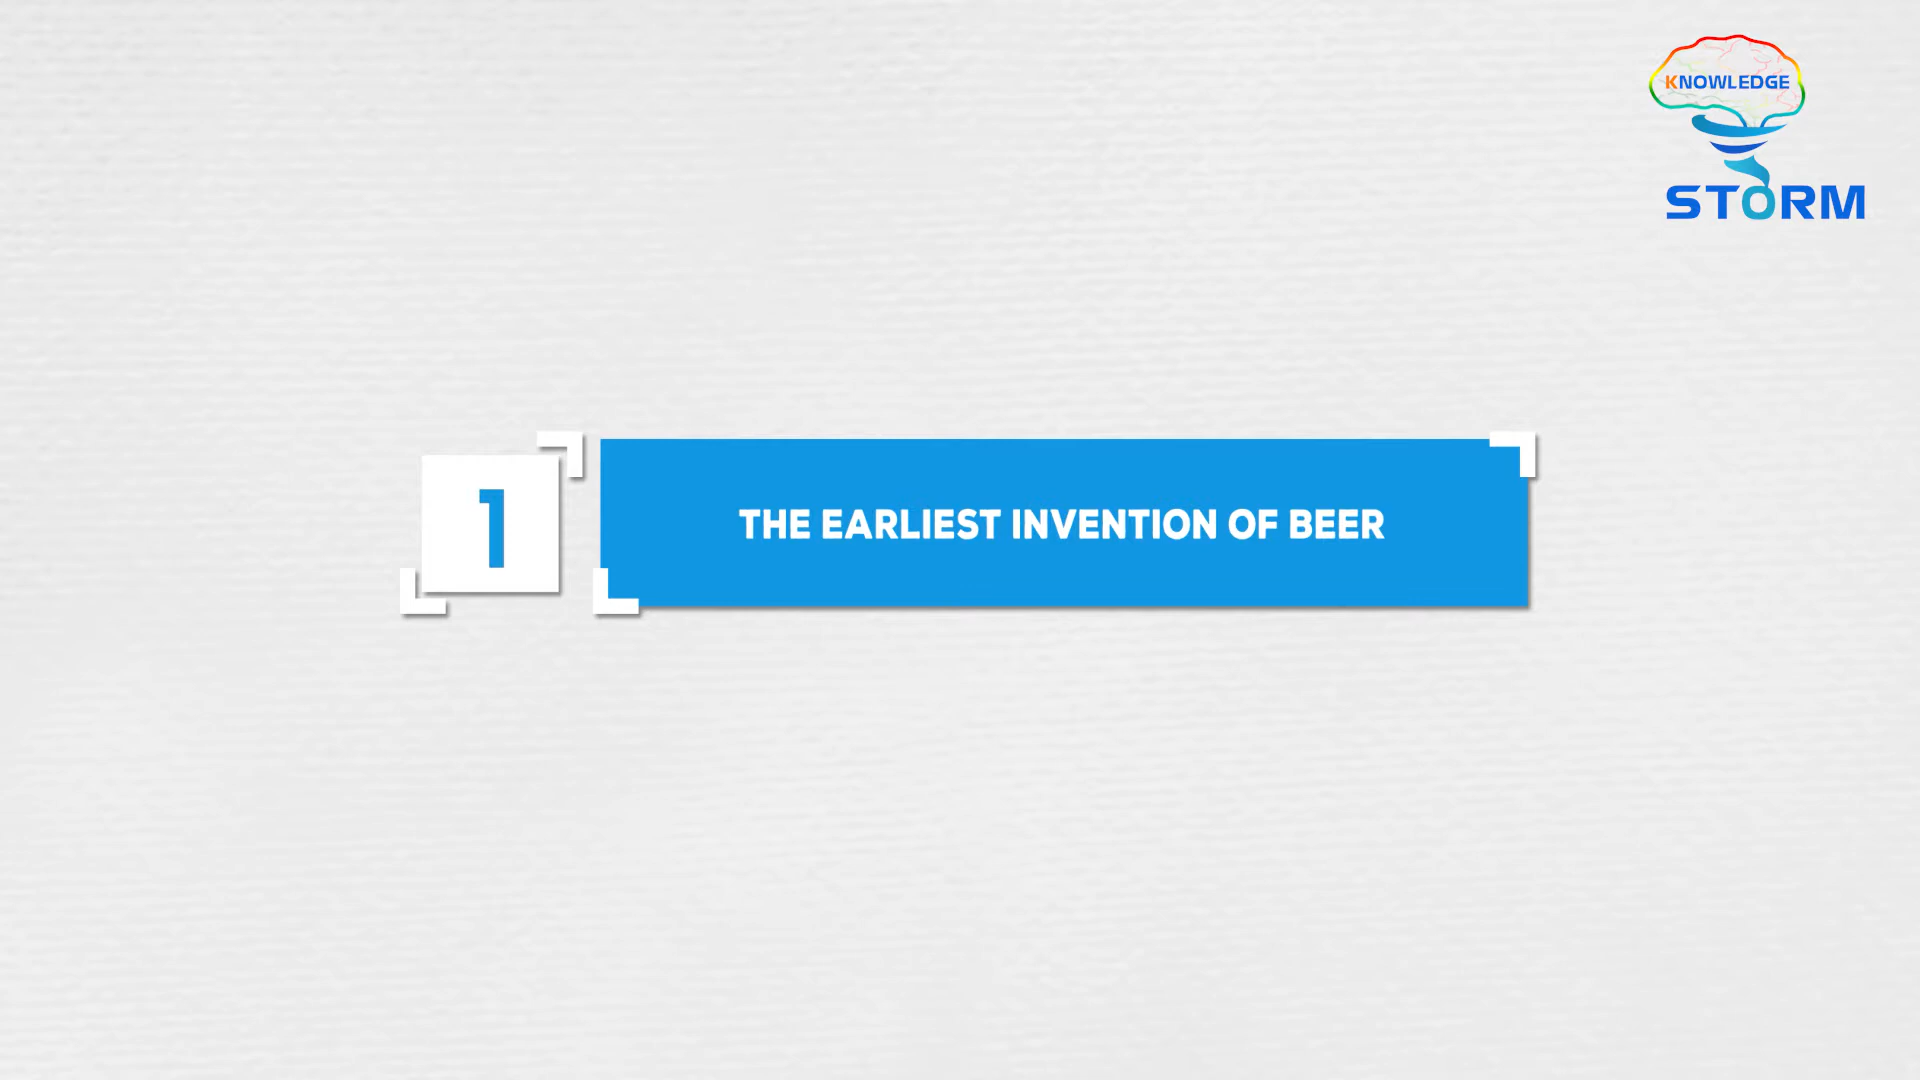 KNOWLEDGE
STORM
1
THE EARLIEST INVENTION OF BEER